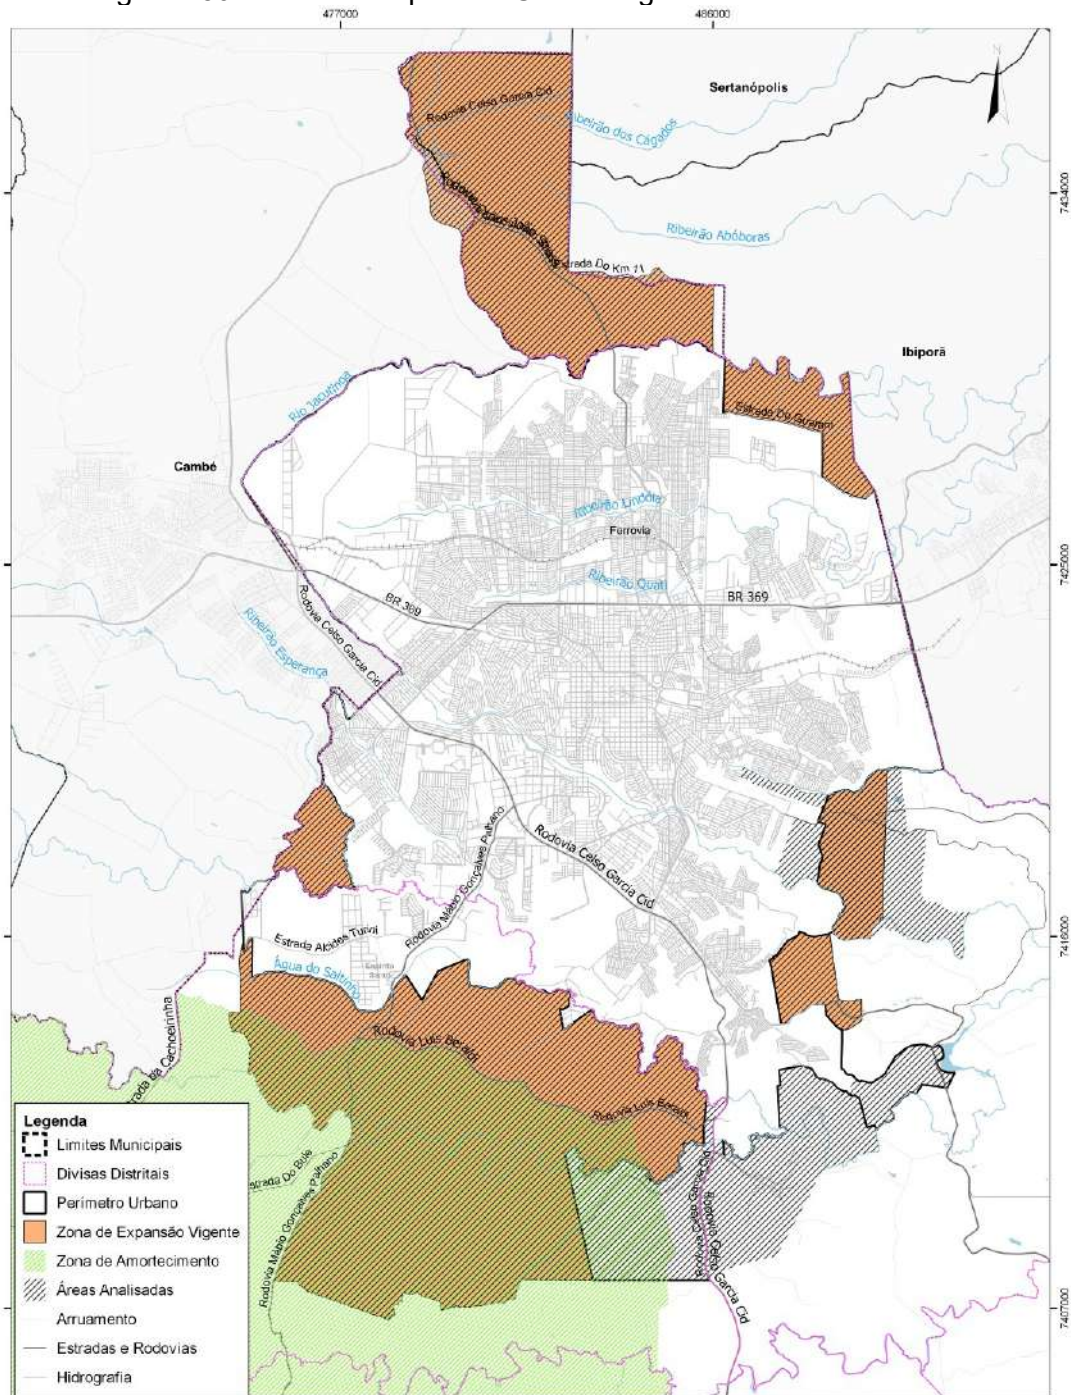 477000
486000
Sertanópolis
Rodovia Celso Garcia Cid
Ribeirão dos Cágados
7434000
Ribeirão Abóboras
Estrada Do Km 11
Ibiporã
Rio Jacutinga
Estrada Do Guarani
Cambé
Ribeirão Lindóia
Ferrovia
7425000
Ribeirão Quati
BR 369
BR 369
Rodovia Celso Garcia Cid
Ribeirão Esperança
Rodovia Mábio Gonçalves Palhano
Rodovia Celso Garcia Cid
7416000
Estrada Alcides Turini
Água do Saltinho
Espírito Santo
Rodovia Luis Beraldi
Estrada da Cachoeirinha
Rodovia Luis Beraldi
Estrada Do Bule
Rodovia Mábio Gonçalves Palhano
Rodovia Celso Garcia Cid
Rodovia Celso Garcia Cid
7407000
Legenda
Limites Municipais
Divisas Distritais
Perímetro Urbano
Zona de Expansão Vigente
Zona de Amortecimento
Áreas Analisadas
Arruamento
Estradas e Rodovias
Hidrografia